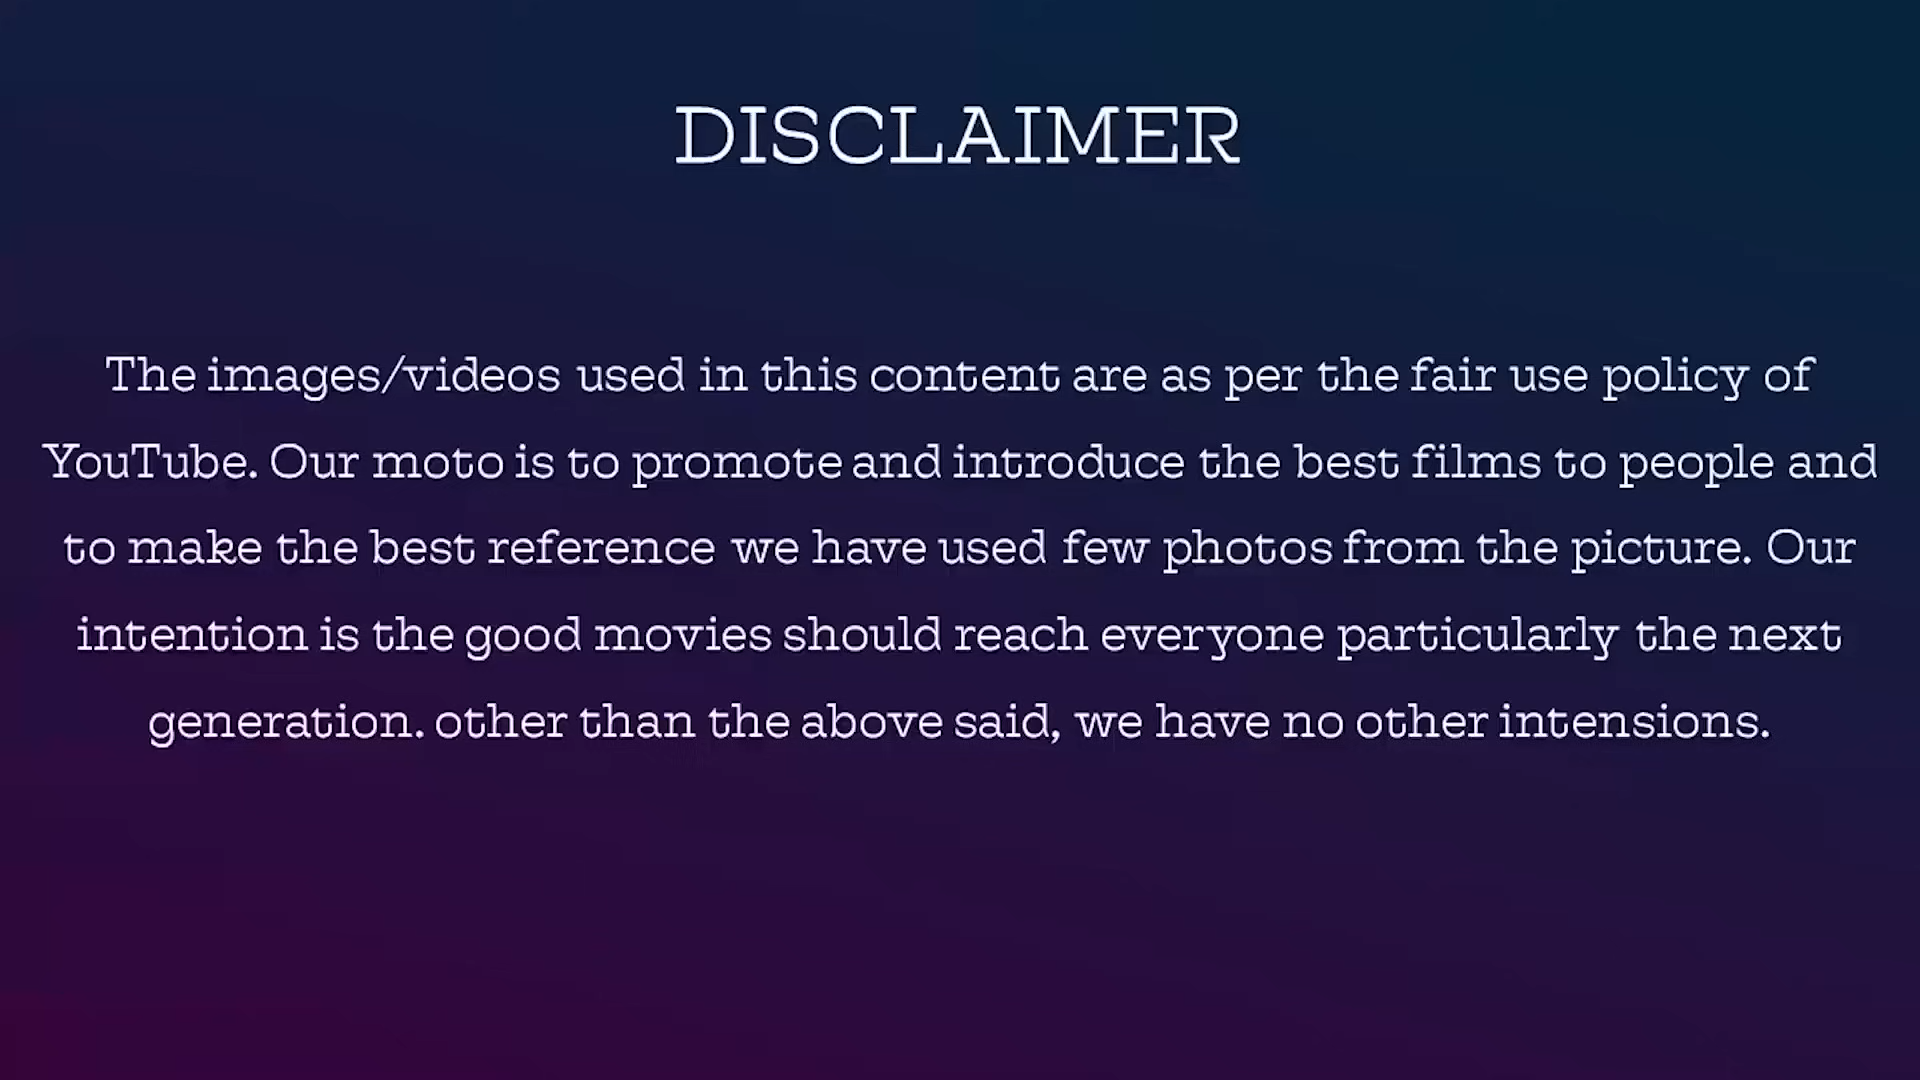 DISCLAIMER
The images/videos used in this content are as per the fair use policy of
YouTube. Our moto is to promote and introduce the best films to people and
to make the best reference we have used few photos from the picture. Our
intention is the good movies should reach everyone particularly the next
generation. other than the above said, we have no other intensions.